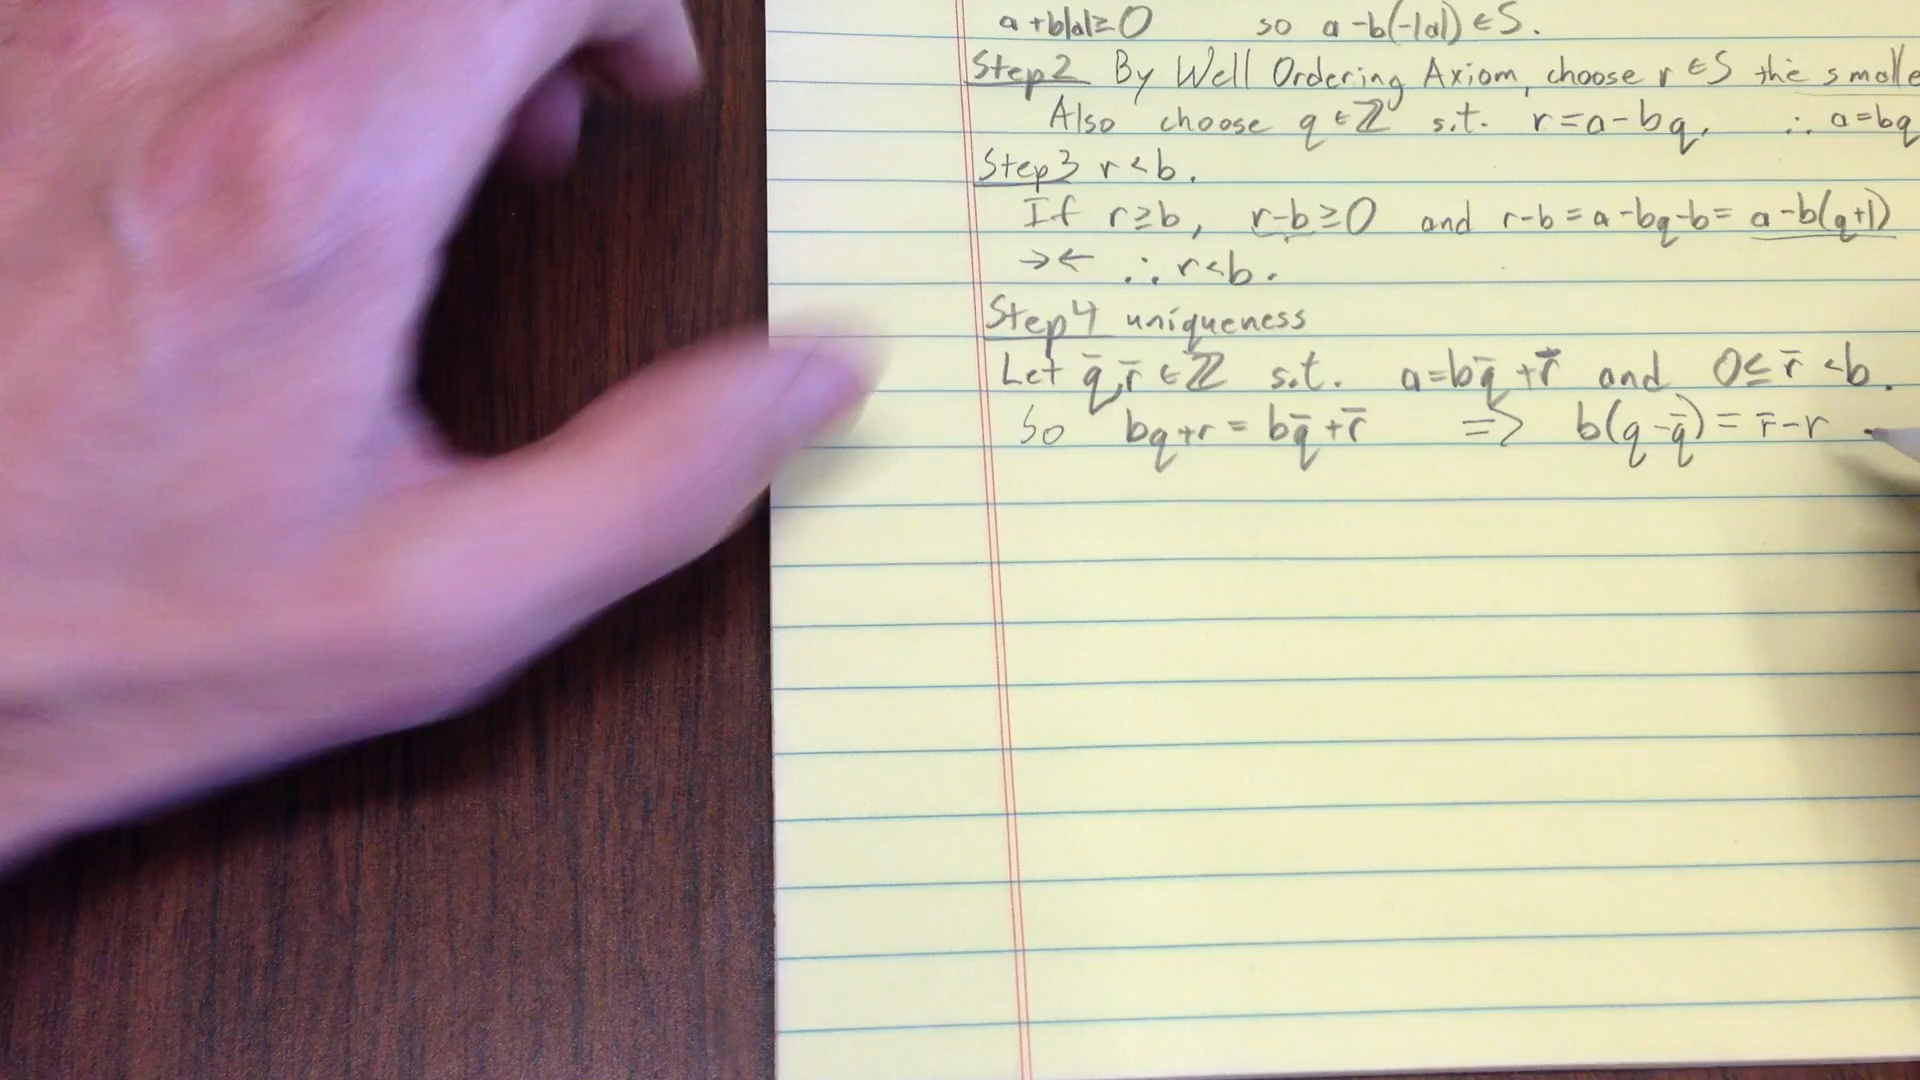 a+b|a|≥0 so a-b(-|a|)∈S.
Step 2 By Well Ordering Axiom, choose r∈S the smalle
Also choose q∈ℤ s.t. r=a-bq. ∴ a=bq
Step 3 r<b.
If r≥b, r-b≥0 and r-b=a-bq-b=a-b(q+1)
→← ∴ r<b.
Step 4 uniqueness
Let q̄,r̄∈ℤ s.t. a=bq̄+r̄ and 0≤r̄<b.
So bq+r=bq̄+r̄ => b(q-q̄)=r̄-r